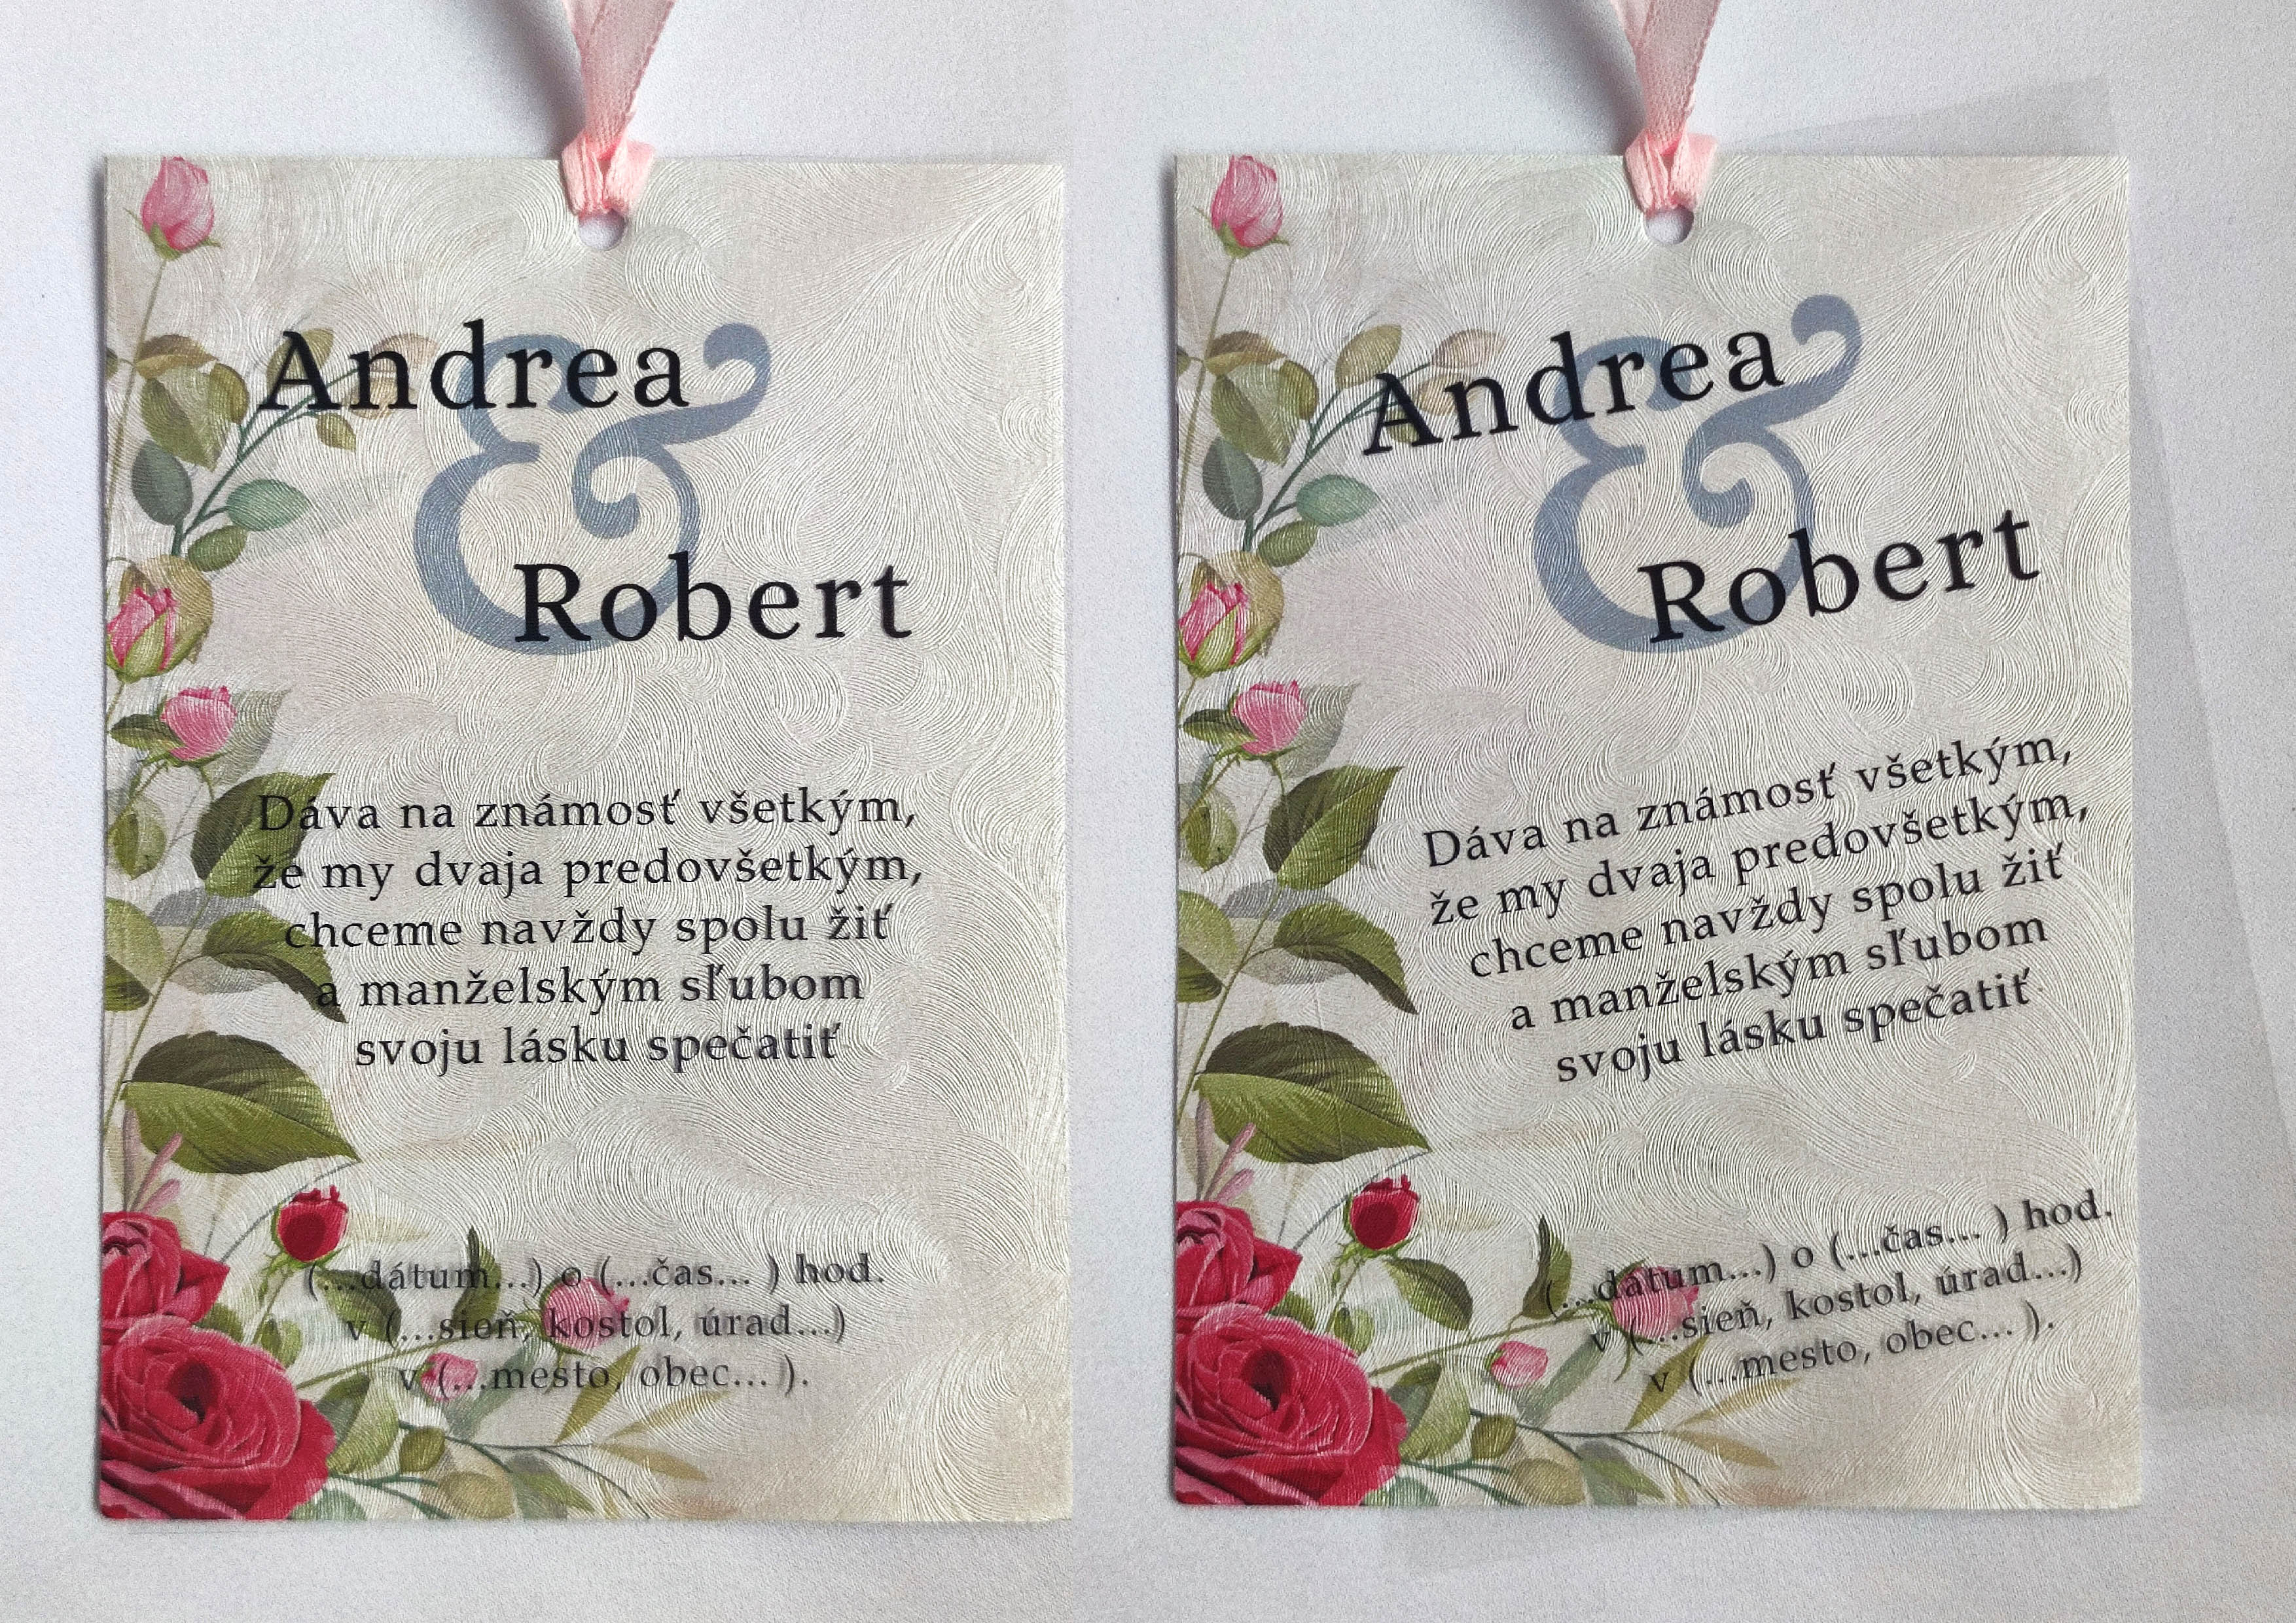 Andrea
&
Robert
Dáva na známosť všetkým,
že my dvaja predovšetkým,
chceme navždy spolu žiť
a manželským sľubom
svoju lásku spečatiť
(...dátum...) o (...čas... ) hod.
v (...sieň, kostol, úrad...)
v (...mesto, obec... ).
Andrea
&
Robert
Dáva na známosť všetkým,
že my dvaja predovšetkým,
chceme navždy spolu žiť
a manželským sľubom
svoju lásku spečatiť
(...dátum...) o (...čas... ) hod.
v (...sieň, kostol, úrad...)
v (...mesto, obec... ).